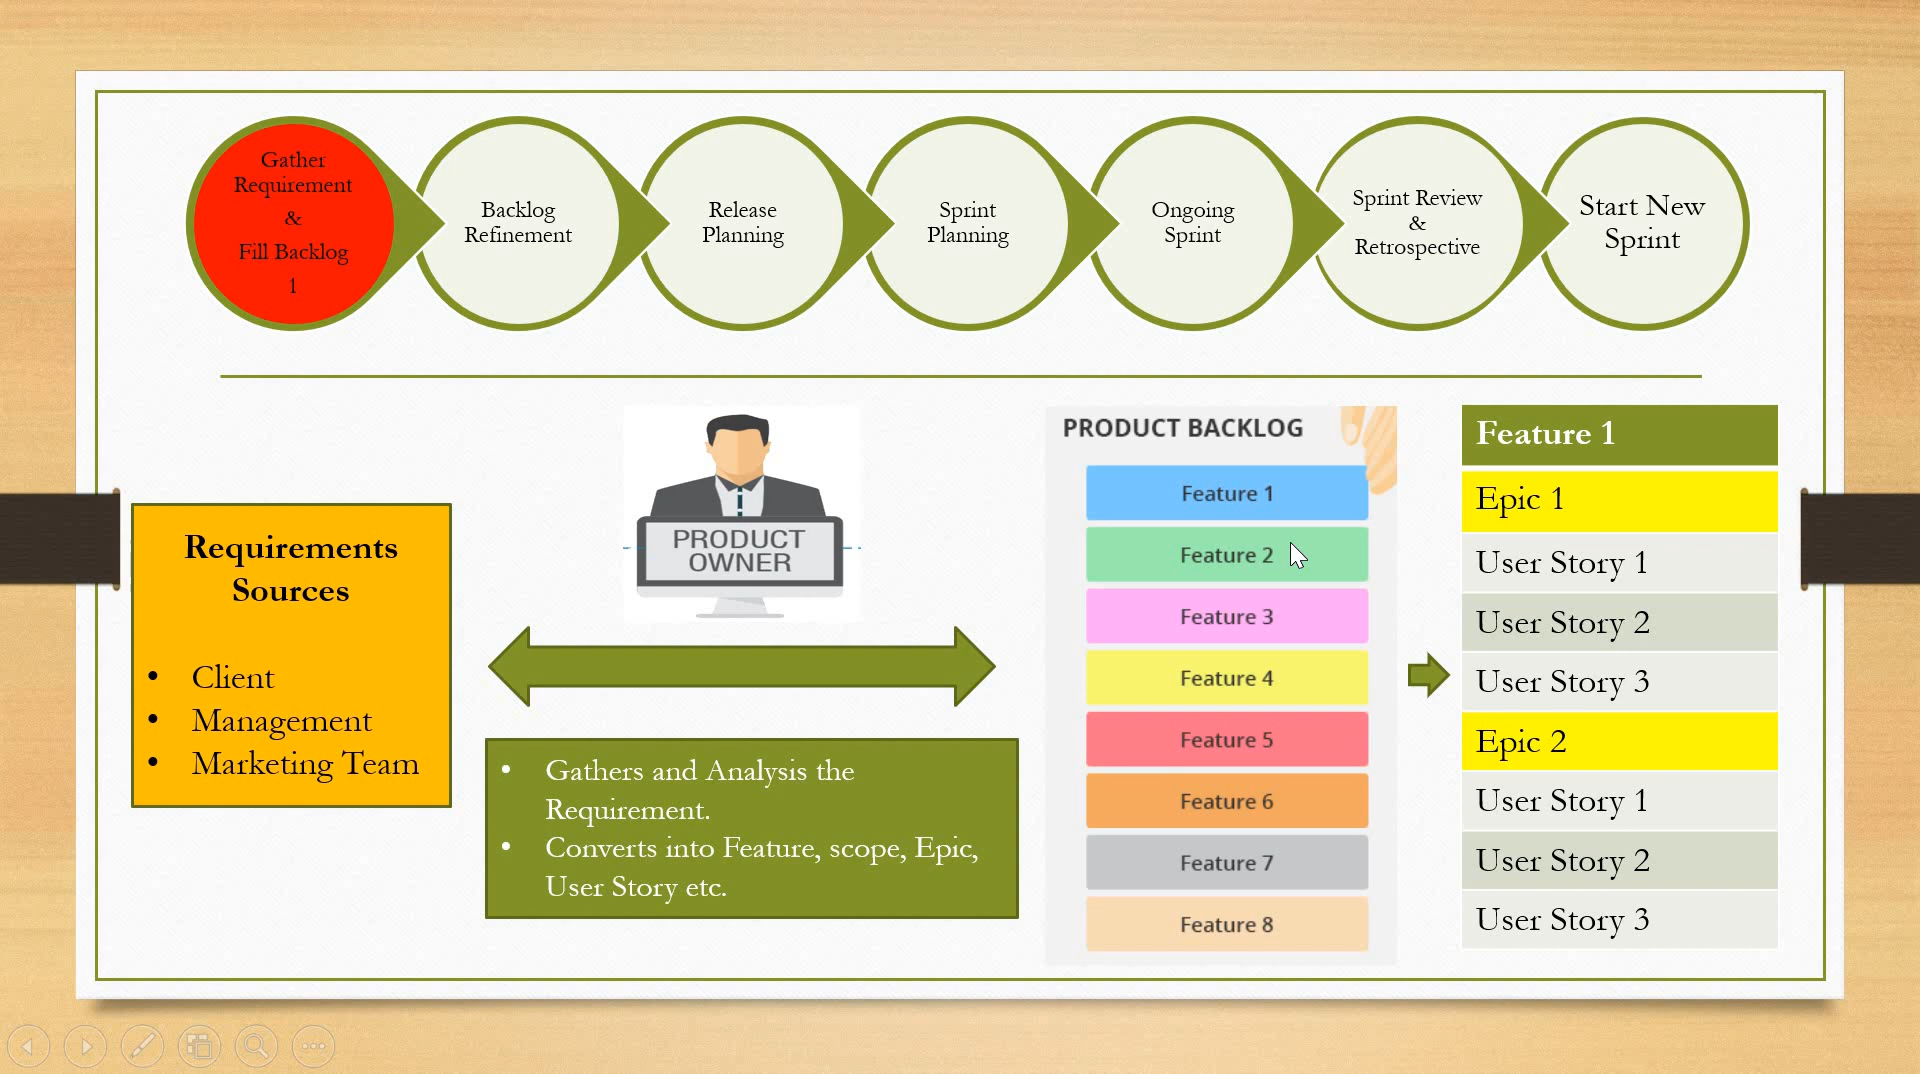 Gather
Requirement
&
Fill Backlog
1
Backlog
Refinement
Release
Planning
Sprint
Planning
Ongoing
Sprint
Sprint Review
&
Retrospective
Start New
Sprint
Requirements
Sources
• Client
• Management
• Marketing Team
PRODUCT
OWNER
• Gathers and Analysis the
Requirement.
• Converts into Feature, scope, Epic,
User Story etc.
PRODUCT BACKLOG
Feature 1
Feature 2
Feature 3
Feature 4
Feature 5
Feature 6
Feature 7
Feature 8
Feature 1
Epic 1
User Story 1
User Story 2
User Story 3
Epic 2
User Story 1
User Story 2
User Story 3